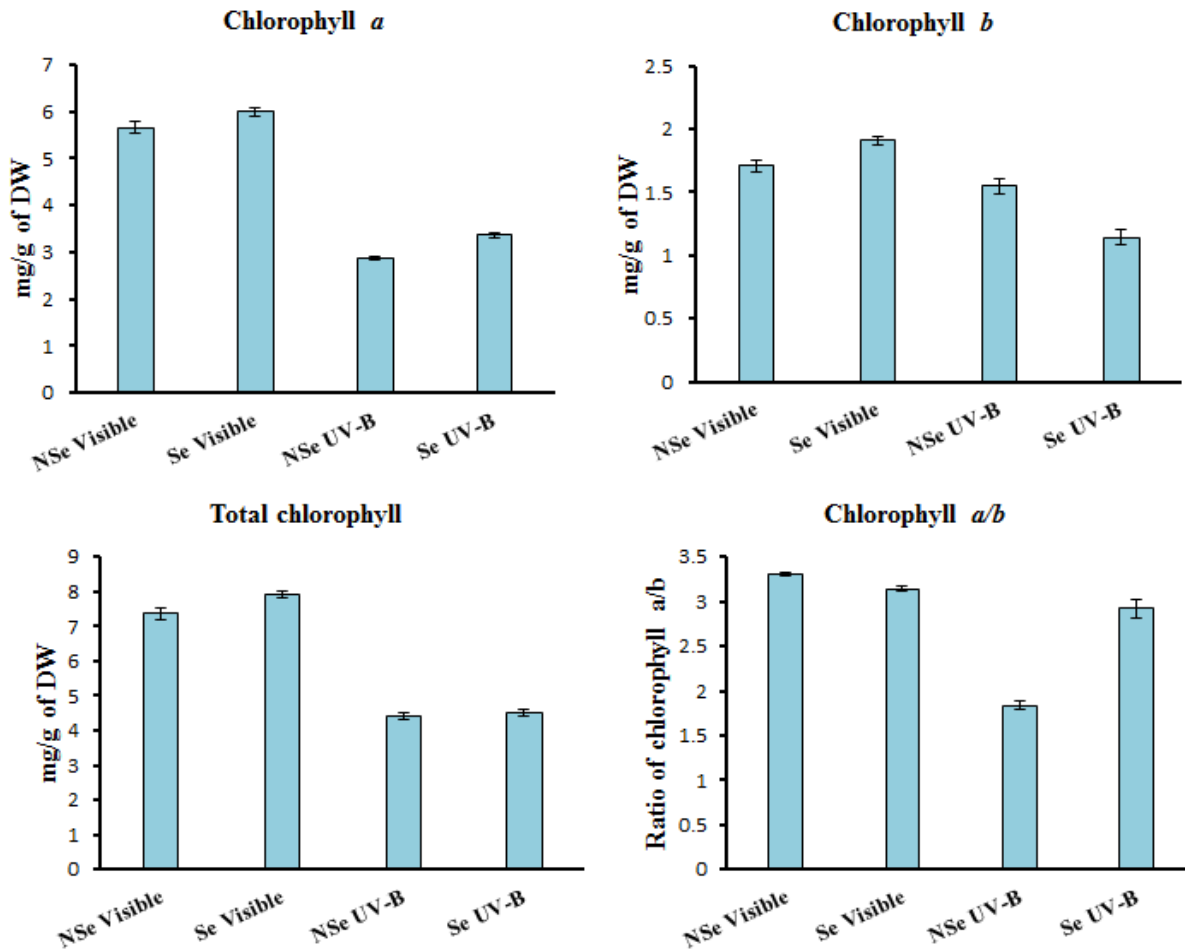 Chlorophyll a
mg/g of DW
7
6
5
4
3
2
1
0
NSe Visible
Se Visible
NSe UV-B
Se UV-B
Chlorophyll b
mg/g of DW
2.5
2
1.5
1
0.5
0
NSe Visible
Se Visible
NSe UV-B
Se UV-B
Total chlorophyll
mg/g of DW
9
8
7
6
5
4
3
2
1
0
NSe Visible
Se Visible
NSe UV-B
Se UV-B
Chlorophyll a/b
Ratio of chlorophyll a/b
3.5
3
2.5
2
1.5
1
0.5
0
NSe Visible
Se Visible
NSe UV-B
Se UV-B